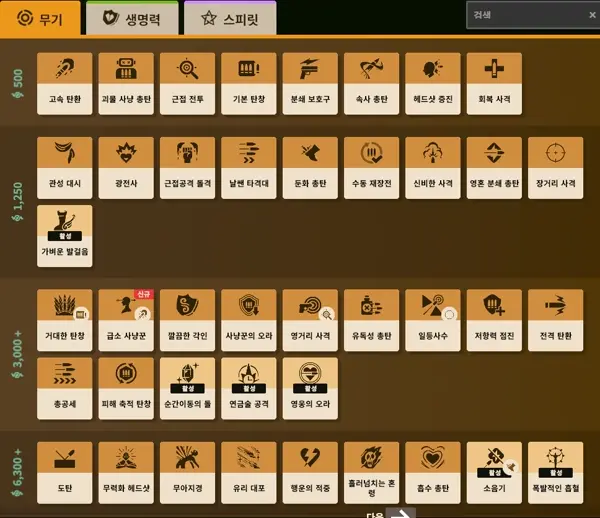 무기
생명력
스피릿
검색
500
고속 탄환
괴물 사냥 총탄
근접 전투
기본 탄창
분쇄 보호구
속사 총탄
헤드샷 증진
회복 사격
1,250
관성 대시
광전사
근접공격 돌격
날쌘 타격대
둔화 총탄
수동 재장전
신비한 사격
영혼 분쇄 총탄
장거리 사격
활성
가벼운 발걸음
3,000 +
거대한 탄창
신규
급소 사냥꾼
깔끔한 각인
사냥꾼의 오라
영거리 사격
유독성 총탄
일등사수
저항력 점진
전격 탄환
총공세
피해 축적 탄창
활성
순간이동의 돌
활성
연금술 공격
활성
영웅의 오라
6,300 +
도탄
무력화 헤드샷
무아지경
유리 대포
행운의 적중
흘러넘치는 혼
령
흡수 총탄
활성
소음기
활성
폭발적인 흡혈
다음